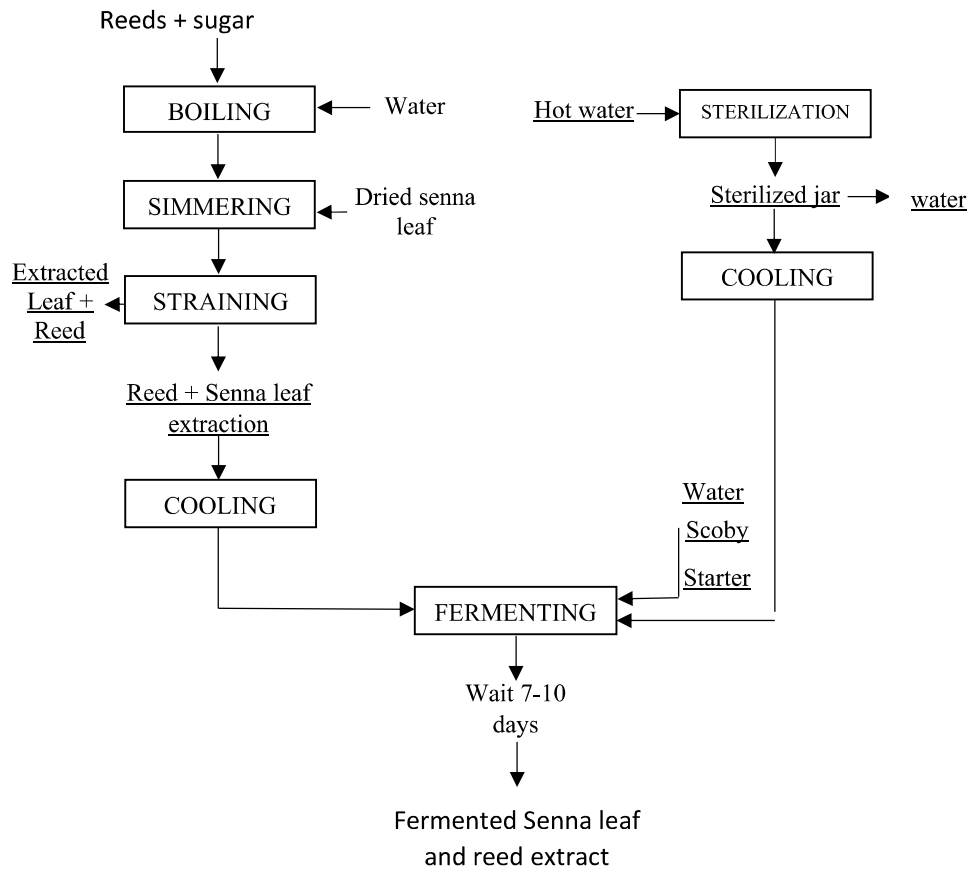 Reeds + sugar
BOILING
Water
SIMMERING
Dried senna
leaf
STRAINING
Extracted
Leaf +
Reed
Reed + Senna leaf
extraction
COOLING
Hot water
STERILIZATION
Sterilized jar
water
COOLING
Water
Scoby
Starter
FERMENTING
Wait 7-10
days
Fermented Senna leaf
and reed extract